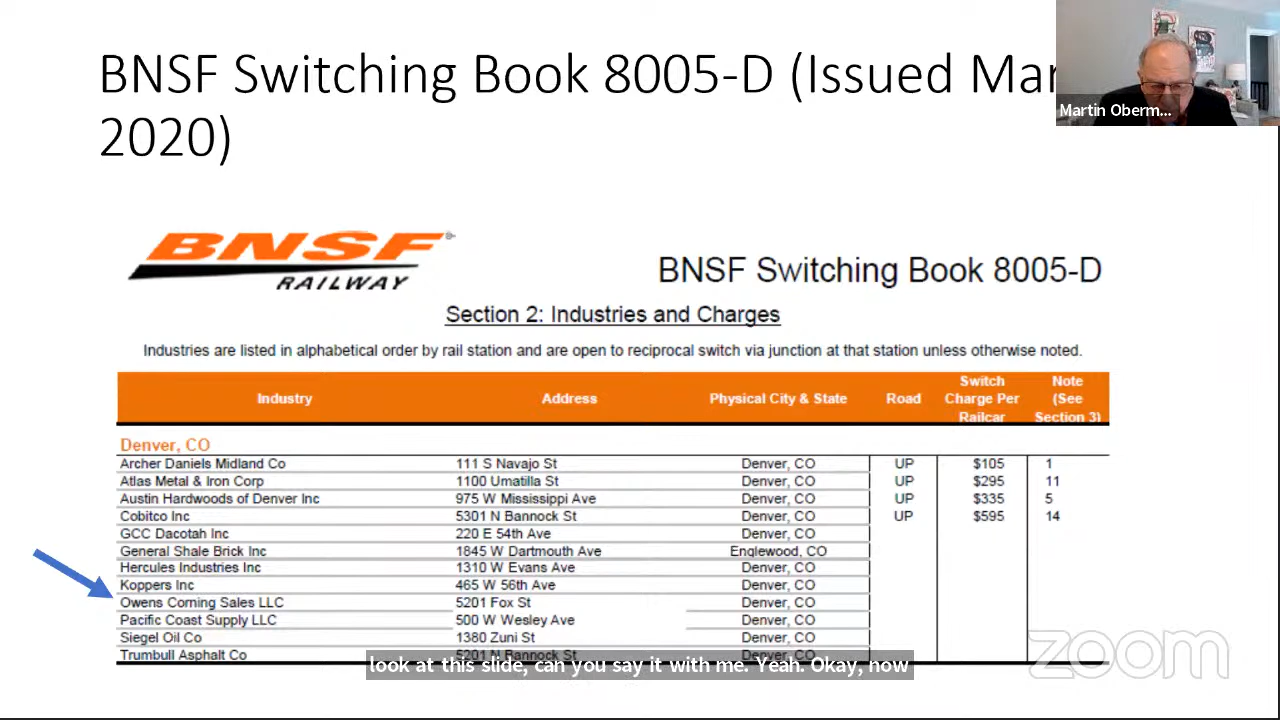 BNSF Switching Book 8005-D (Issued Mar
2020)
Martin Oberm...
BNSF
RAILWAY
BNSF Switching Book 8005-D
Section 2: Industries and Charges
Industries are listed in alphabetical order by rail station and are open to reciprocal switch via junction at that station unless otherwise noted.
Industry Address Physical City & State Road Switch Charge Per Railcar Note (See Section 3)
Denver, CO
Archer Daniels Midland Co 111 S Navajo St Denver, CO UP $105 1
Atlas Metal & Iron Corp 1100 Umatilla St Denver, CO UP $295 11
Austin Hardwoods of Denver Inc 975 W Mississippi Ave Denver, CO UP $335 5
Cobitco Inc 5301 N Bannock St Denver, CO UP $595 14
GCC Dacotah Inc 220 E 54th Ave Denver, CO
General Shale Brick Inc 1845 W Dartmouth Ave Englewood, CO
Hercules Industries Inc 1310 W Evans Ave Denver, CO
Koppers Inc 465 W 56th Ave Denver, CO
Owens Corning Sales LLC 5201 Fox St Denver, CO
Pacific Coast Supply LLC 500 W Wesley Ave Denver, CO
Siegel Oil Co 1380 Zuni St Denver, CO
Trumbull Asphalt Co 5201 N Bannock St Denver, CO
look at this slide, can you say it with me. Yeah. Okay, now
zoom